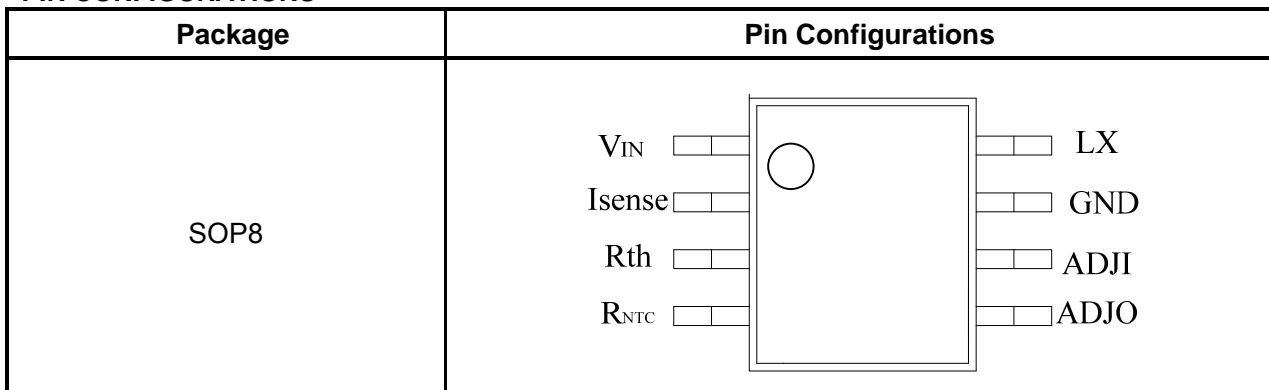 PIN CONFIGURATIONS
Package
Pin Configurations
SOP8
VIN
Isense
Rth
RNTC
LX
GND
ADJI
ADJO